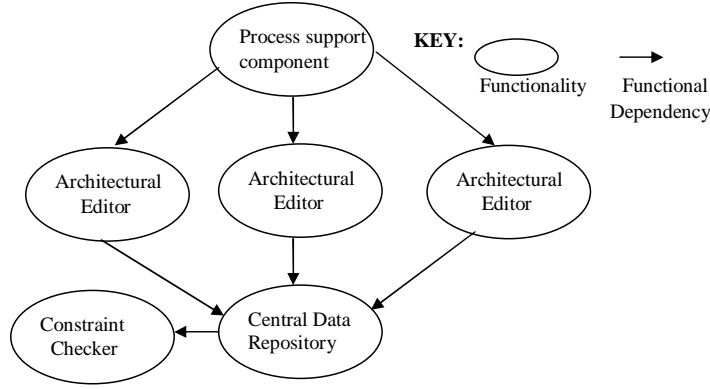 Process support
component
KEY:
Functionality
Functional
Dependency
Architectural
Editor
Architectural
Editor
Architectural
Editor
Constraint
Checker
Central Data
Repository